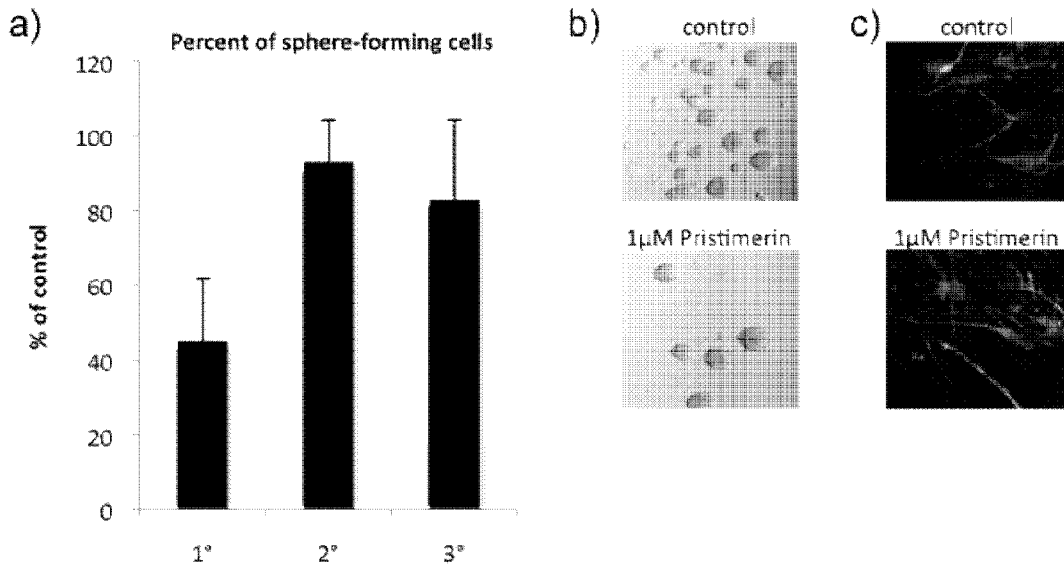 a)
Percent of sphere-forming cells
% of control
120
100
80
60
40
20
0
1°
2°
3°
b)
control
1µM Pristimerin
c)
control
1µM Pristimerin